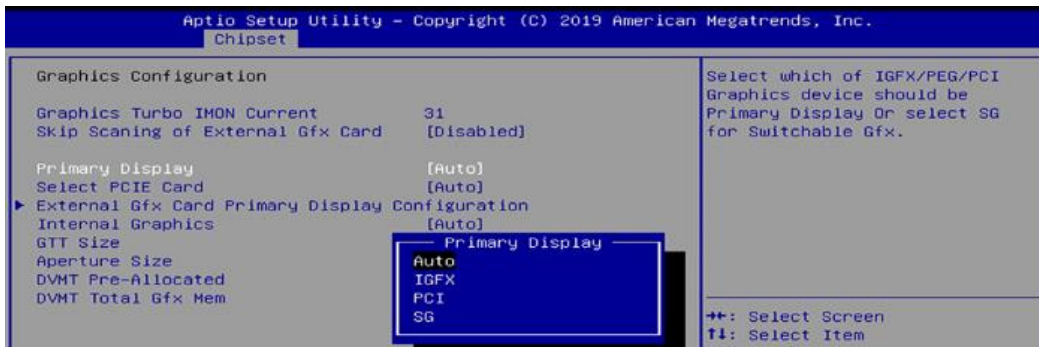 Aptio Setup Utility – Copyright (C) 2019 American Megatrends, Inc.
Chipset
Graphics Configuration
Graphics Turbo IMON Current 31
Skip Scaning of External Gfx Card [Disabled]
Primary Display [Auto]
Select PCIE Card [Auto]
External Gfx Card Primary Display Configuration
Internal Graphics [Auto]
GTT Size
Aperture Size
DVMT Pre-Allocated
DVMT Total Gfx Mem
Primary Display
Auto
IGFX
PCI
SG
Select which of IGFX/PEG/PCI
Graphics device should be
Primary Display Or select SG
for Switchable Gfx.
→←: Select Screen
↑↓: Select Item